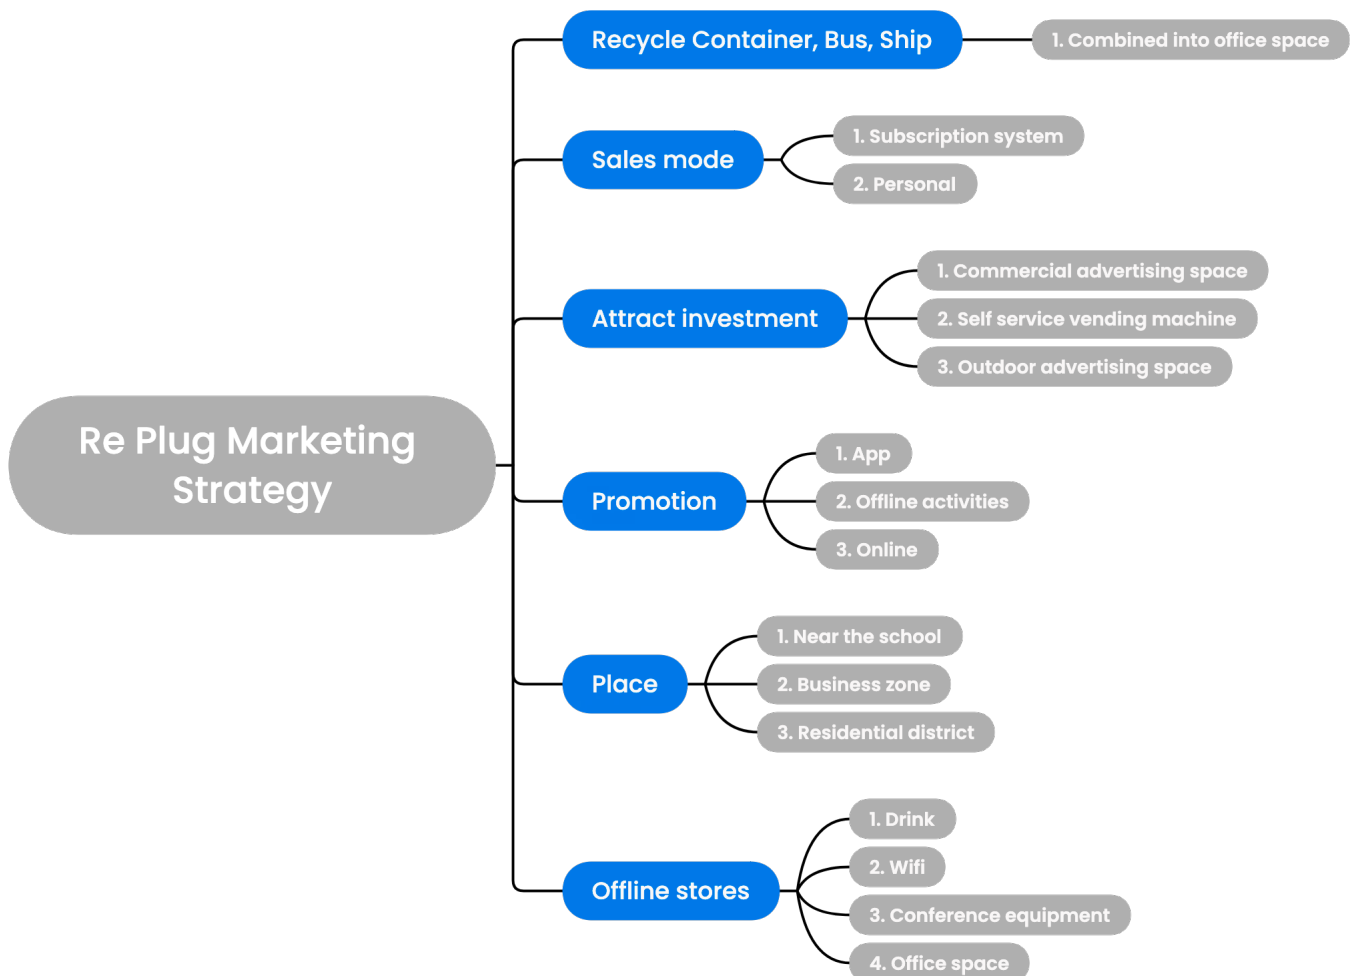 Re Plug Marketing
Strategy
Recycle Container, Bus, Ship
1. Combined into office space
Sales mode
1. Subscription system
2. Personal
Attract investment
1. Commercial advertising space
2. Self service vending machine
3. Outdoor advertising space
Promotion
1. App
2. Offline activities
3. Online
Place
1. Near the school
2. Business zone
3. Residential district
Offline stores
1. Drink
2. Wifi
3. Conference equipment
4. Office space